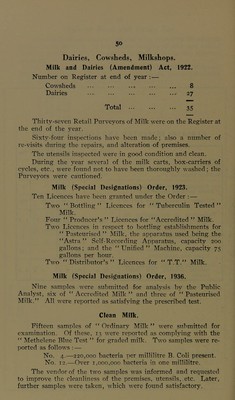 50
Dairies, Cowsheds, Milkshops.
Milk and Dairies (Amendment) Act, 1922.
Number on Register at end of year :—
Cowsheds ... ... ... ... ... 8
Dairies ... ... ... ... ... 27
Total ... ... ... 35
Thirty-seven Retail Purveyors of Milk were on the Register at
the end of the year.
Sixty-four inspections have been made; also a number of
re-visits during the repairs, and alteration of premises.
The utensils inspected were in good condition and clean.
During the year several of the milk carts, box-carriers of
cycles, etc., were found not to have been thoroughly washed; the
Purveyors were cautioned.
Milk (Special Designations) Order, 1923.
Ten Licences have been granted under the Order :—
Two " Bottling " Licences for " Tuberculin Tested "
Milk.
Four " Producer's " Licences for " Accredited " Milk.
Two Licences in respect to bottling establishments for
" Pasteurised " Milk, the apparatus used being the
"Astra " Self-Recording Apparatus, capacity 200
gallons; and the " Unified " Machine, capacity 75
gallons per hour.
Two " Distributor's " Licences for " T.T." Milk.
Milk (Special Designations) Order, 1936.
Nine samples were submitted for analysis by the Public
Analyst, six of " Accredited Milk " and three of " Pasteurised
Milk." All were reported as satisfying the prescribed test.
Clean Milk.
Fifteen samples of " Ordinary Milk " were submitted for
examination. Of these, 13 were reported as complying with the
" Methelene Blue Test " for graded milk. Two samples were re-
ported as follows :—
No. 4.—220,000 bacteria per millilitre B. Coli present.
No. 12.—Over 1,000,000 bacteria in one millilitre.
The vendor of the two samples was informed and requested
to improve the cleanliness of the premises, utensils, etc. Later,
further samples were taken, which were found satisfactory.